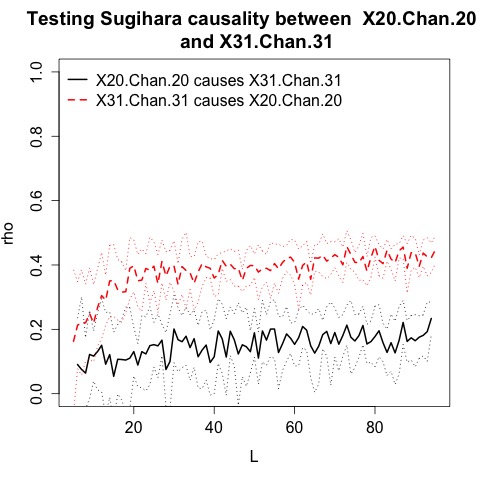 Testing Sugihara causality between  X20.Chan.20
and X31.Chan.31
X20.Chan.20 causes X31.Chan.31
X31.Chan.31 causes X20.Chan.20
1.0
0.8
0.6
0.4
0.2
0.0
rho
20 40 60 80
L